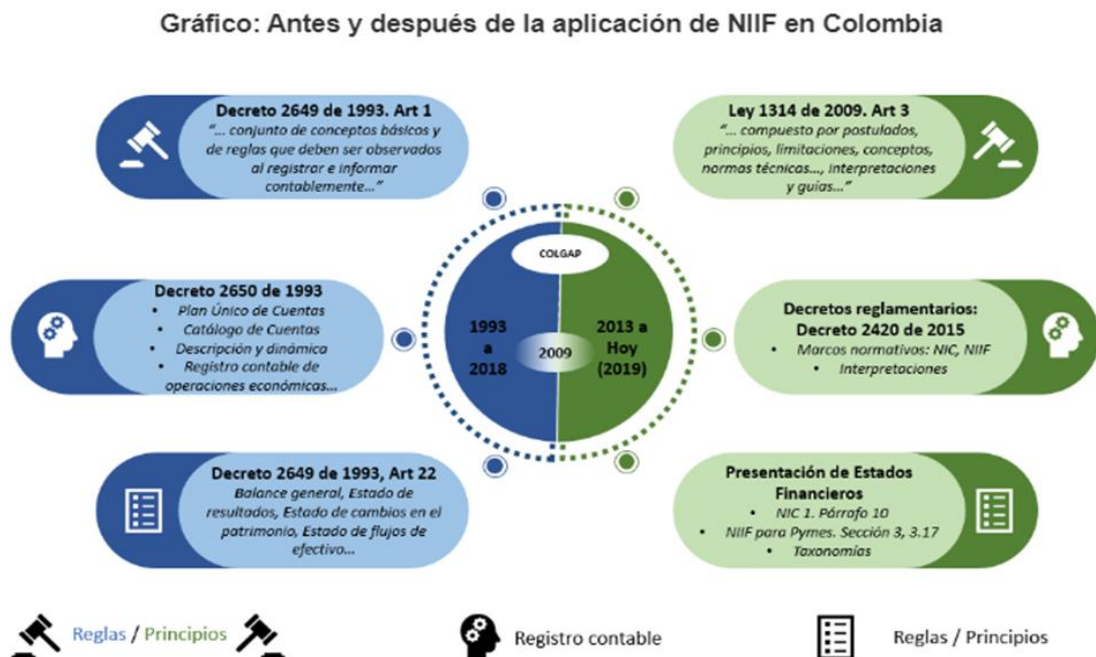 Gráfico: Antes y después de la aplicación de NIIF en Colombia
Decreto 2649 de 1993. Art 1
“... conjunto de conceptos básicos y
de reglas que deben ser observados
al registrar e informar
contablemente...”
Decreto 2650 de 1993
• Plan Único de Cuentas
• Catálogo de Cuentas
• Descripción y dinámica
• Registro contable de
operaciones económicas...
Decreto 2649 de 1993, Art 22
Balance general, Estado de
resultados, Estado de cambios en el
patrimonio, Estado de flujos de
efectivo...
COLGAP
1993
a
2018
2009
2013 a
Hoy
(2019)
Ley 1314 de 2009. Art 3
“... compuesto por postulados,
principios, limitaciones, conceptos,
normas técnicas..., interpretaciones
y guías...”
Decretos reglamentarios:
Decreto 2420 de 2015
• Marcos normativos: NIC, NIIF
• Interpretaciones
Presentación de Estados
Financieros
• NIC 1. Párrafo 10
• NIIF para Pymes. Sección 3, 3.17
• Taxonomías
Reglas / Principios
Registro contable
Reglas / Principios